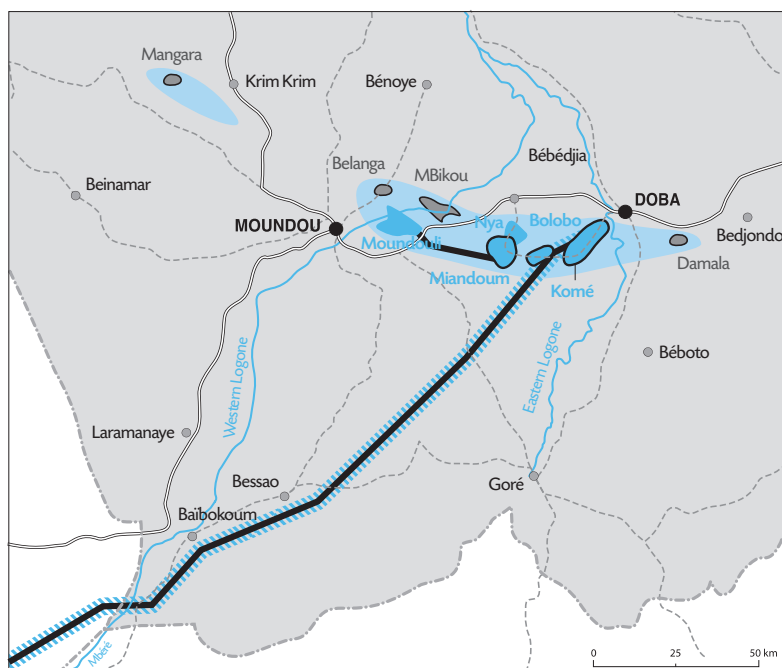 Mangara
Krim Krim
Bénoye
Bébédjia
Belanga
MBikou
Beinamar
DOBA
MOUNDOU
Nya
Bolobo
Bedjondo
Moundouli
Damala
Miandoum
Komé
Eastern Logone
Béboto
Western Logone
Laramanaye
Bessao
Goré
Baïbokoum
Mbéré
0 25 50 km